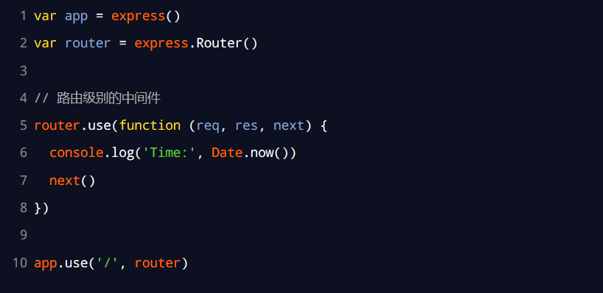 1 var app = express()
2 var router = express.Router()
3
4 // 路由级别的中间件
5 router.use(function (req, res, next) {
6   console.log('Time:', Date.now())
7   next()
8 })
9
10 app.use('/', router)